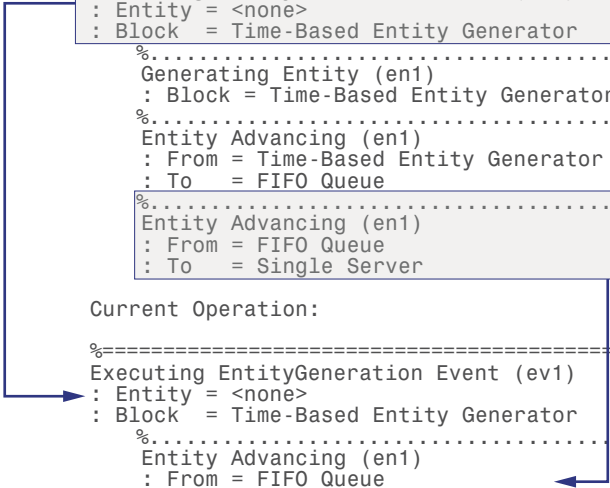 : Entity = <none>
: Block  = Time-Based Entity Generator
%.......................................
Generating Entity (en1)
: Block = Time-Based Entity Generator
%.......................................
Entity Advancing (en1)
: From = Time-Based Entity Generator
: To   = FIFO Queue
%.......................................
Entity Advancing (en1)
: From = FIFO Queue
: To   = Single Server
Current Operation:
%==========================================
Executing EntityGeneration Event (ev1)
: Entity = <none>
: Block  = Time-Based Entity Generator
%.......................................
Entity Advancing (en1)
: From = FIFO Queue